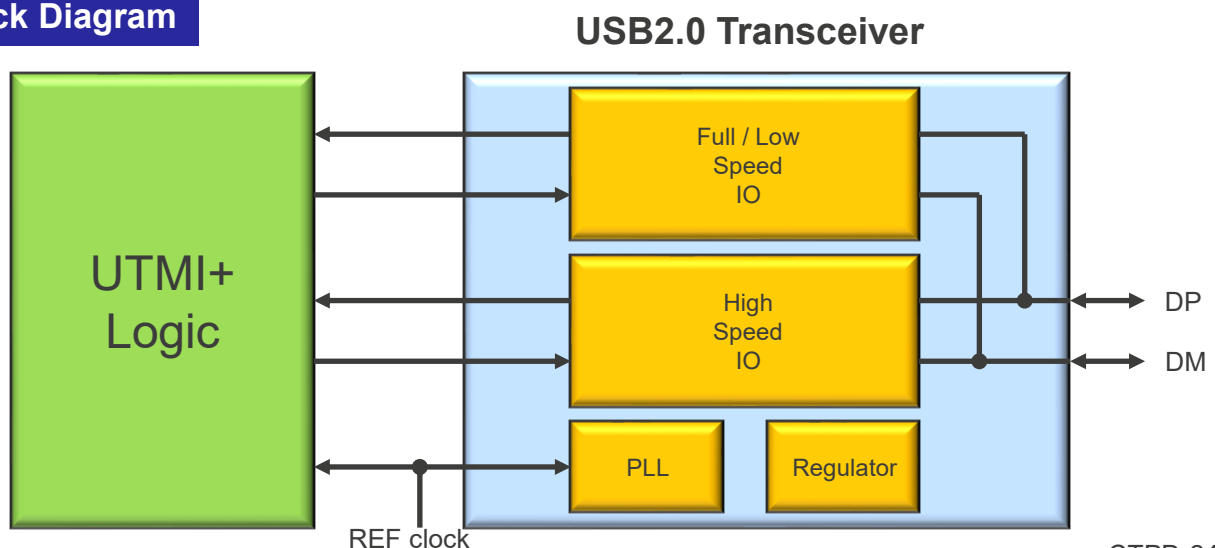 ck Diagram
USB2.0 Transceiver
UTMI+
Logic
Full / Low
Speed
IO
High
Speed
IO
PLL
Regulator
DP
DM
REF clock